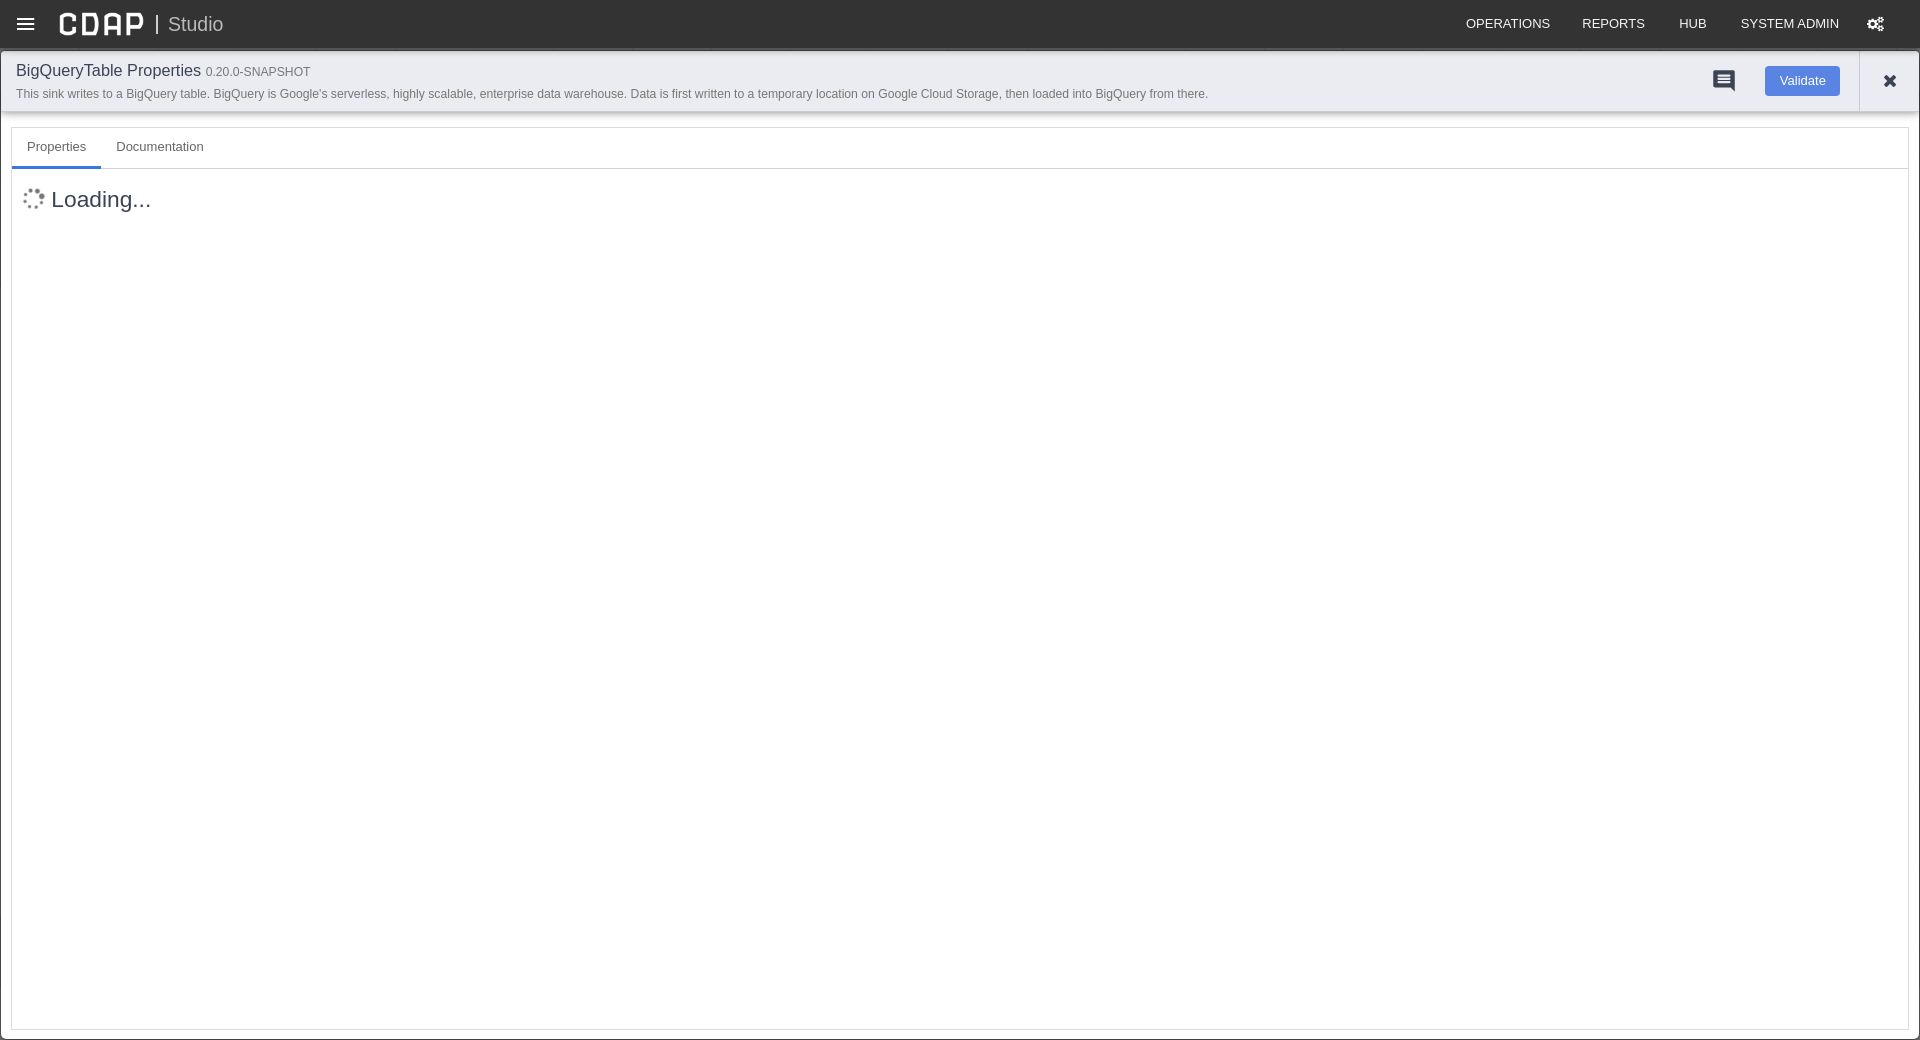 CDAP | Studio
OPERATIONS REPORTS HUB SYSTEM ADMIN
BigQueryTable Properties 0.20.0-SNAPSHOT
This sink writes to a BigQuery table. BigQuery is Google's serverless, highly scalable, enterprise data warehouse. Data is first written to a temporary location on Google Cloud Storage, then loaded into BigQuery from there.
Validate
Properties Documentation
Loading...